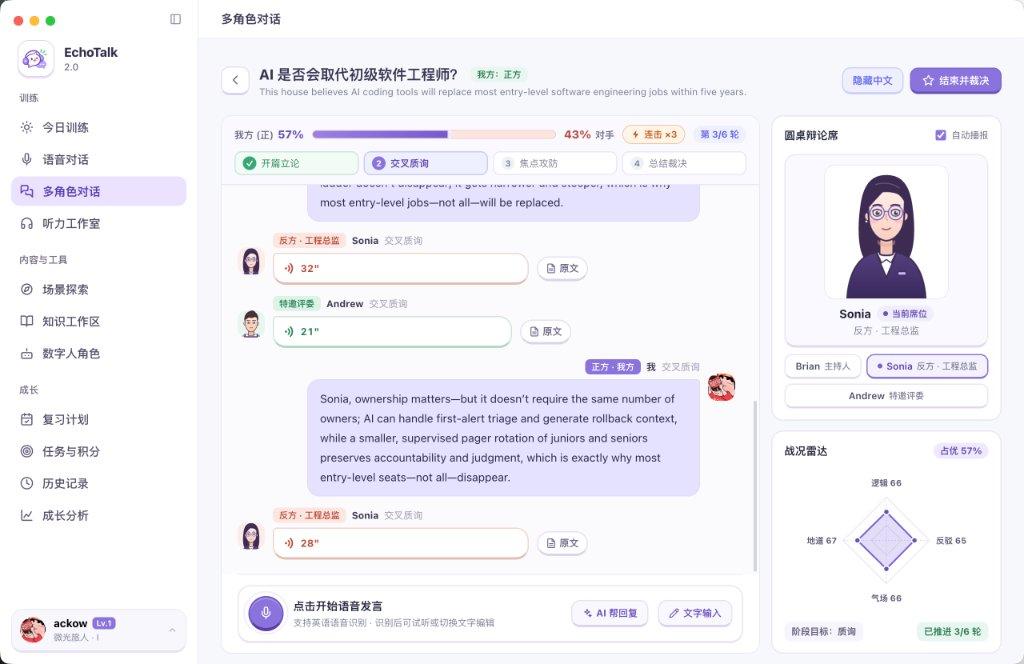 多角色对话
EchoTalk
2.0
训练
今日训练
语音对话
多角色对话
听力工作室
内容与工具
场景探索
知识工作区
数字人角色
成长
复习计划
任务与积分
历史记录
成长分析
ackow Lv.1
微光旅人 · I
AI 是否会取代初级软件工程师? 我方: 正方
This house believes AI coding tools will replace most entry-level software engineering jobs within five years.
隐藏中文
结束并裁决
我方 (正) 57% 43% 对手 连击 ×3 第 3/6 轮
开篇立论
2 交叉质询
3 焦点攻防
4 总结裁决
ladder doesn't disappear, it gets narrower and steeper, which is why
most entry-level jobs—not all—will be replaced.
反方 · 工程总监 Sonia 交叉质询
32"
原文
特邀评委 Andrew 交叉质询
21"
原文
正方 · 我方 我 交叉质询
Sonia, ownership matters—but it doesn't require the same number of
owners; AI can handle first-alert triage and generate rollback context,
while a smaller, supervised pager rotation of juniors and seniors
preserves accountability and judgment, which is exactly why most
entry-level seats—not all—disappear.
反方 · 工程总监 Sonia 交叉质询
28"
原文
点击开始语音发言
支持英语语音识别 · 识别后可试听或切换文字编辑
AI 帮回复
文字输入
圆桌辩论席
自动播报
Sonia 当前席位
反方 · 工程总监
Brian 主持人
Sonia 反方 · 工程总监
Andrew 特邀评委
战况雷达
占优 57%
逻辑 66
地道 67
反驳 65
气场 66
阶段目标: 质询
已推进 3/6 轮